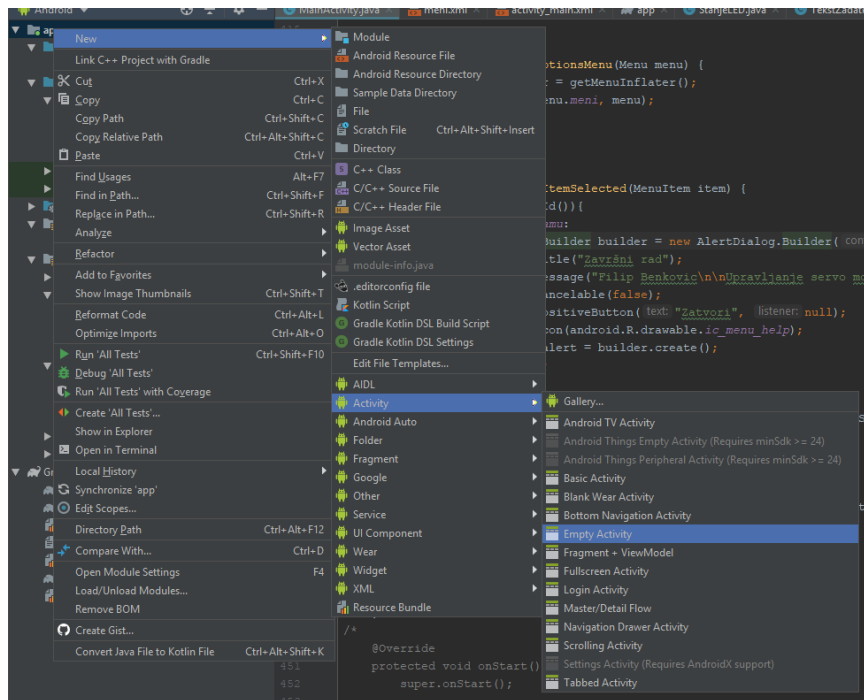 Android
MainActivity.java
meni.xml
activity_main.xml
app
StanjeLED.java
New
Link C++ Project with Gradle
Cut Ctrl+X
Copy Ctrl+C
Copy Path Ctrl+Shift+C
Copy Relative Path Ctrl+Alt+Shift+C
Paste Ctrl+V
Find Usages Alt+F7
Find in Path... Ctrl+Shift+F
Replace in Path... Ctrl+Shift+R
Analyze
Refactor
Add to Favorites
Show Image Thumbnails Ctrl+Shift+T
Reformat Code Ctrl+Alt+L
Optimize Imports Ctrl+Alt+O
Run 'All Tests' Ctrl+Shift+F10
Debug 'All Tests'
Run 'All Tests' with Coverage
Create 'All Tests'...
Show in Explorer
Open in Terminal
Local History
Synchronize 'app'
Edit Scopes...
Directory Path Ctrl+Alt+F12
Compare With... Ctrl+D
Open Module Settings F4
Load/Unload Modules...
Remove BOM
Create Gist...
Convert Java File to Kotlin File Ctrl+Alt+Shift+K
Module
Android Resource File
Android Resource Directory
Sample Data Directory
File
Scratch File Ctrl+Alt+Shift+Insert
Directory
C++ Class
C/C++ Source File
C/C++ Header File
Image Asset
Vector Asset
module-info.java
.editorconfig file
Kotlin Script
Gradle Kotlin DSL Build Script
Gradle Kotlin DSL Settings
Edit File Templates...
AIDL
Activity
Android Auto
Folder
Fragment
Google
Other
Service
UI Component
Wear
Widget
XML
Resource Bundle
Gallery...
Android TV Activity
Android Things Empty Activity (Requires minSdk >= 24)
Android Things Peripheral Activity (Requires minSdk >= 24)
Basic Activity
Blank Wear Activity
Bottom Navigation Activity
Empty Activity
Fragment + ViewModel
Fullscreen Activity
Login Activity
Master/Detail Flow
Navigation Drawer Activity
Scrolling Activity
Settings Activity (Requires AndroidX support)
Tabbed Activity
ptionsMenu(Menu menu) {
r = getMenuInflater();
nu.meni, menu);
ItemSelected(MenuItem item) {
d()){
mu:
Builder builder = new AlertDialog.Builder( con
tle("Završni rad");
essage("Filip Benkovic\n\nUpravljanje servo mo
ancelable(false);
sitiveButton( text: "Zatvori", listener: null);
con(android.R.drawable.ic_menu_help);
alert = builder.create();
/*
@Override
451 protected void onStart()
452 super.onStart();